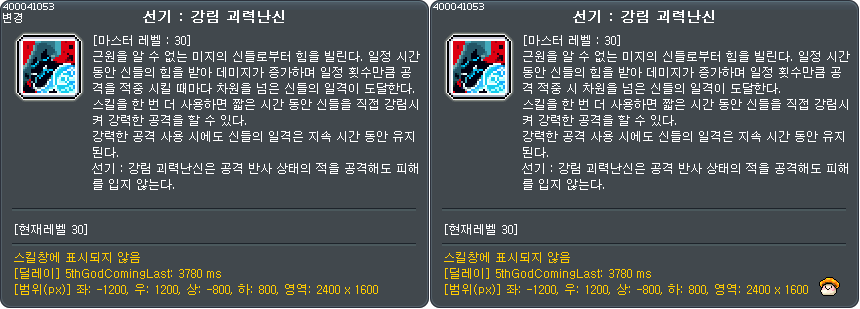 400041053
변경
선기 : 강림 괴력난신
[마스터 레벨 : 30]
근원을 알 수 없는 미지의 신들로부터 힘을 빌린다. 일정 시간
동안 신들의 힘을 받아 데미지가 증가하며 일정 횟수만큼 공
격을 적중 시킬 때마다 차원을 넘은 신들의 일격이 도달한다.
스킬을 한 번 더 사용하면 짧은 시간 동안 신들을 직접 강림시
켜 강력한 공격을 할 수 있다.
강력한 공격 사용 시에도 신들의 일격은 지속 시간 동안 유지
된다.
선기 : 강림 괴력난신은 공격 반사 상태의 적을 공격해도 피해
를 입지 않는다.
[현재레벨 30]
스킬창에 표시되지 않음
[딜레이] 5thGodComingLast: 3780 ms
[범위(px)] 좌: -1200, 우: 1200, 상: -800, 하: 800, 영역: 2400 x 1600
400041053
선기 : 강림 괴력난신
[마스터 레벨 : 30]
근원을 알 수 없는 미지의 신들로부터 힘을 빌린다. 일정 시간
동안 신들의 힘을 받아 데미지가 증가하며 일정 횟수만큼 공
격을 적중 시 차원을 넘은 신들의 일격이 도달한다.
스킬을 한 번 더 사용하면 짧은 시간 동안 신들을 직접 강림시
켜 강력한 공격을 할 수 있다.
강력한 공격 사용 시에도 신들의 일격은 지속 시간 동안 유지
된다.
선기 : 강림 괴력난신은 공격 반사 상태의 적을 공격해도 피해
를 입지 않는다.
[현재레벨 30]
스킬창에 표시되지 않음
[딜레이] 5thGodComingLast: 3780 ms
[범위(px)] 좌: -1200, 우: 1200, 상: -800, 하: 800, 영역: 2400 x 1600